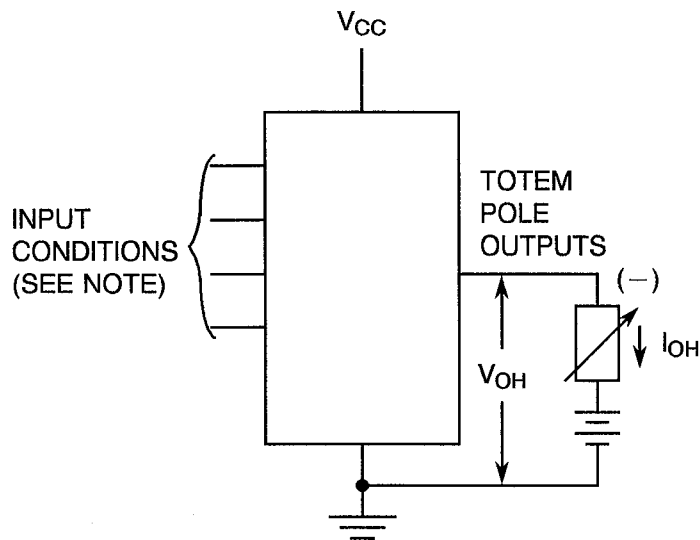 VCC
INPUT
CONDITIONS
(SEE NOTE)
TOTEM
POLE
OUTPUTS
(−)
IOH
VOH